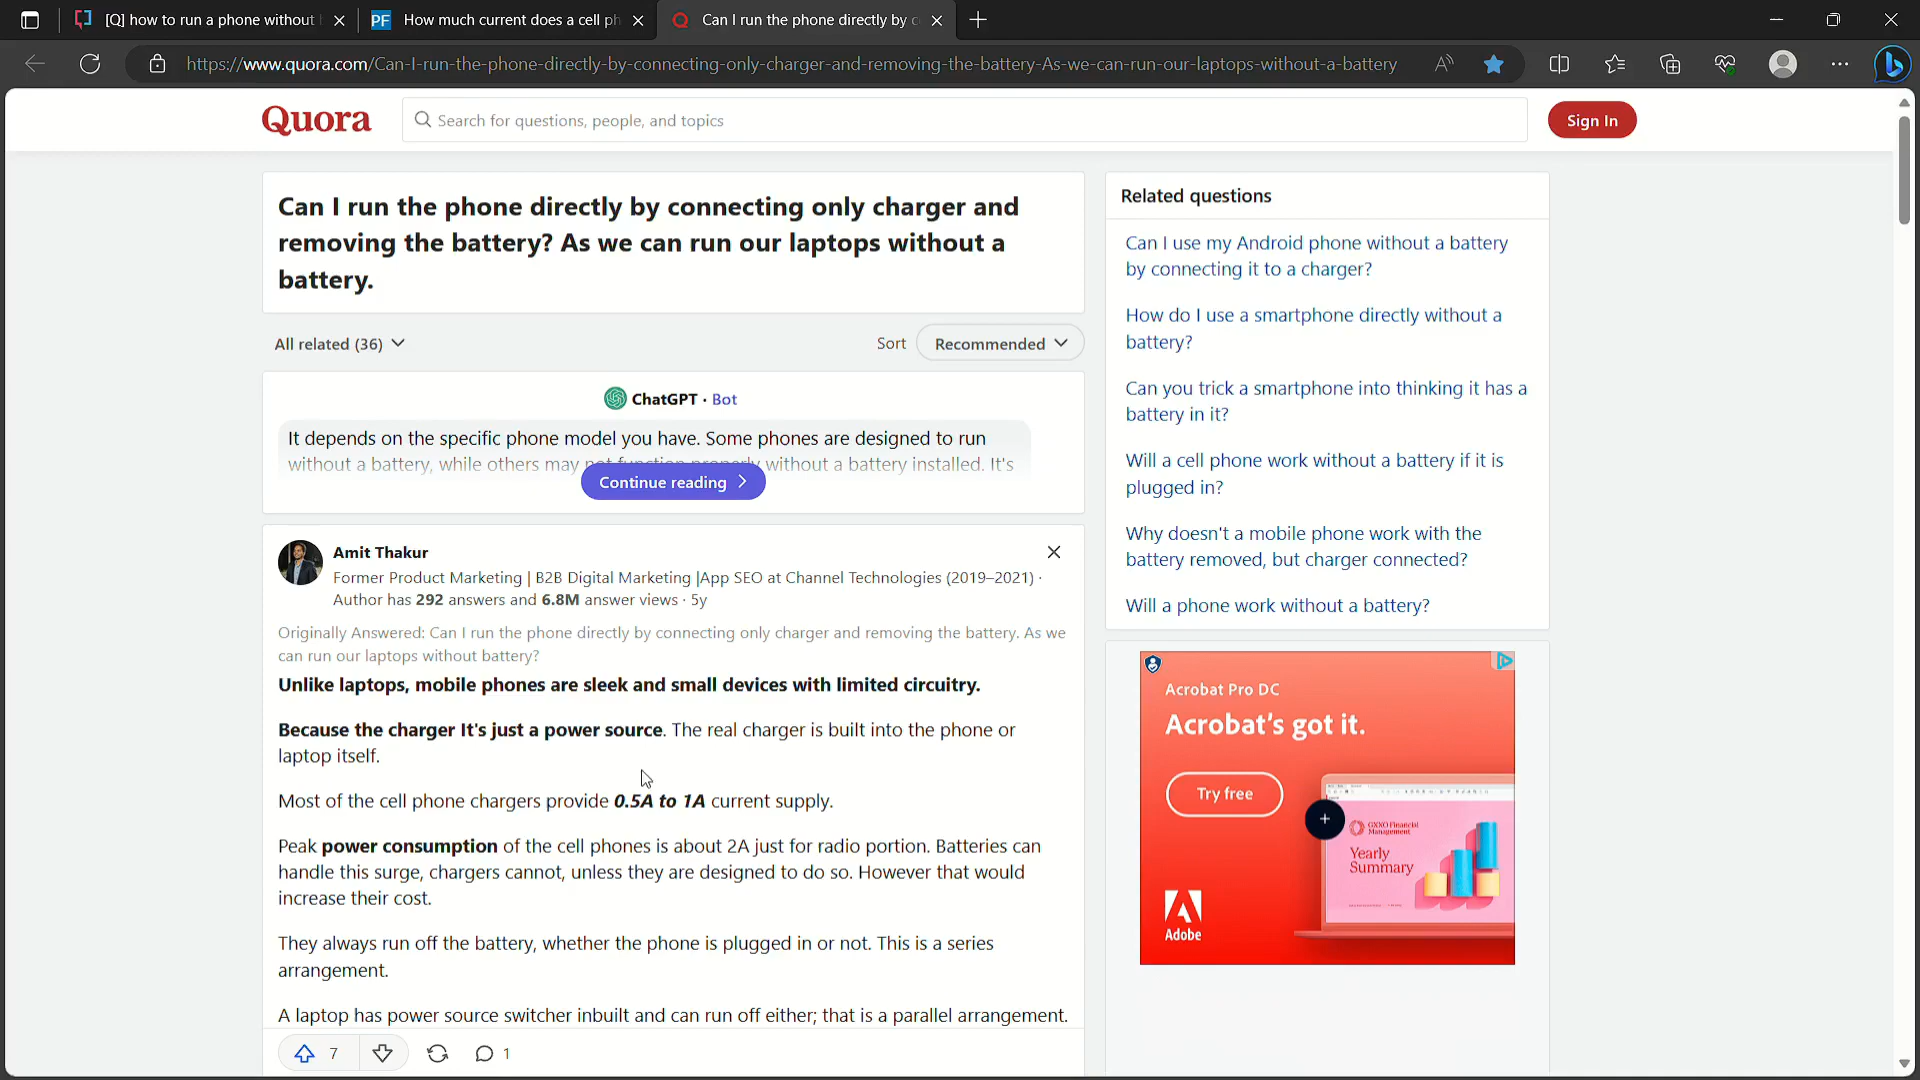 [Q] how to run a phone without
How much current does a cell ph
Can I run the phone directly by c
https://www.quora.com/Can-I-run-the-phone-directly-by-connecting-only-charger-and-removing-the-battery-As-we-can-run-our-laptops-without-a-battery
Quora
Search for questions, people, and topics
Sign In
Can I run the phone directly by connecting only charger and
removing the battery? As we can run our laptops without a
battery.
All related (36)
Sort
Recommended
ChatGPT · Bot
It depends on the specific phone model you have. Some phones are designed to run
without a battery, while others may not function properly without a battery installed. It's
Continue reading
Amit Thakur
Former Product Marketing | B2B Digital Marketing |App SEO at Channel Technologies (2019–2021) ·
Author has 292 answers and 6.8M answer views · 5y
Originally Answered: Can I run the phone directly by connecting only charger and removing the battery. As we
can run our laptops without battery?
Unlike laptops, mobile phones are sleek and small devices with limited circuitry.
Because the charger It's just a power source. The real charger is built into the phone or
laptop itself.
Most of the cell phone chargers provide 0.5A to 1A current supply.
Peak power consumption of the cell phones is about 2A just for radio portion. Batteries can
handle this surge, chargers cannot, unless they are designed to do so. However that would
increase their cost.
They always run off the battery, whether the phone is plugged in or not. This is a series
arrangement.
A laptop has power source switcher inbuilt and can run off either; that is a parallel arrangement.
7
1
Related questions
Can I use my Android phone without a battery
by connecting it to a charger?
How do I use a smartphone directly without a
battery?
Can you trick a smartphone into thinking it has a
battery in it?
Will a cell phone work without a battery if it is
plugged in?
Why doesn't a mobile phone work with the
battery removed, but charger connected?
Will a phone work without a battery?
Acrobat Pro DC
Acrobat's got it.
Try free
GXNO Financial
Management
Yearly
Summary
Adobe